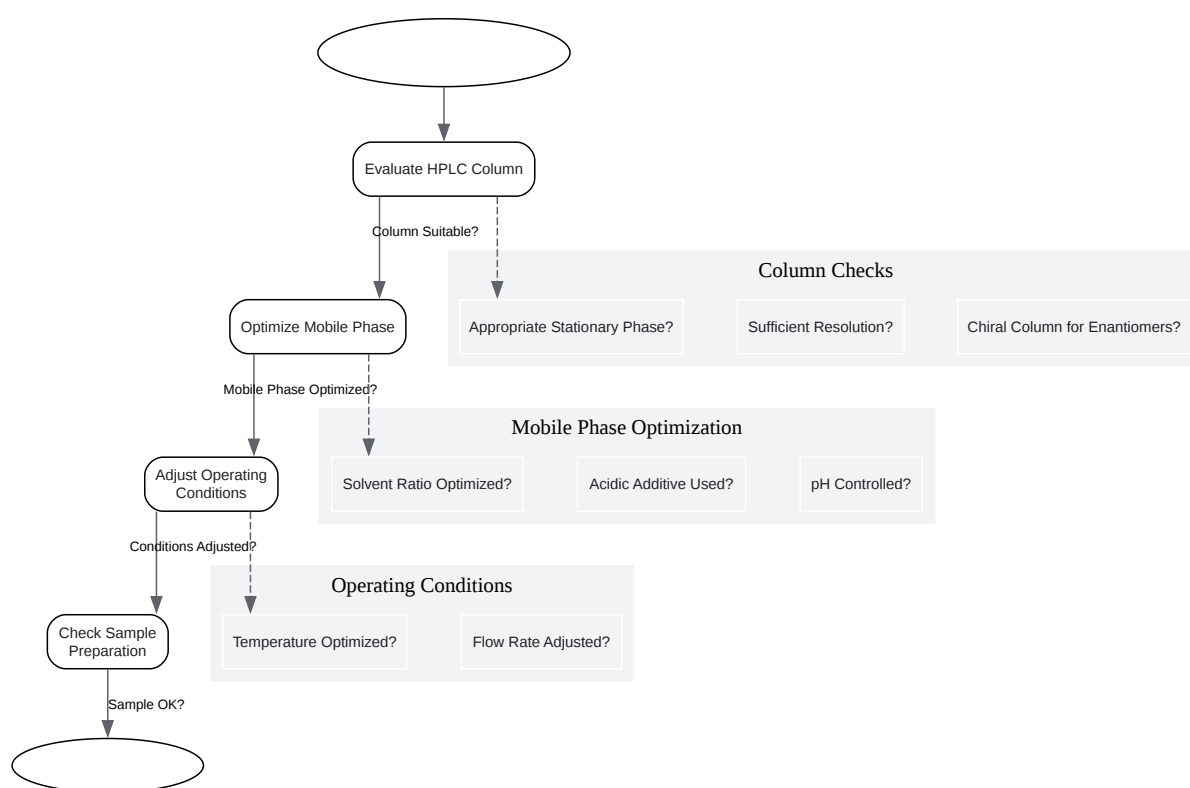 Evaluate HPLC Column
Column Suitable?
Column Checks
Optimize Mobile Phase
Appropriate Stationary Phase?
Sufficient Resolution?
Chiral Column for Enantiomers?
Mobile Phase Optimized?
Mobile Phase Optimization
Adjust Operating
Conditions
Solvent Ratio Optimized?
Acidic Additive Used?
pH Controlled?
Conditions Adjusted?
Operating Conditions
Check Sample
Preparation
Temperature Optimized?
Flow Rate Adjusted?
Sample OK?